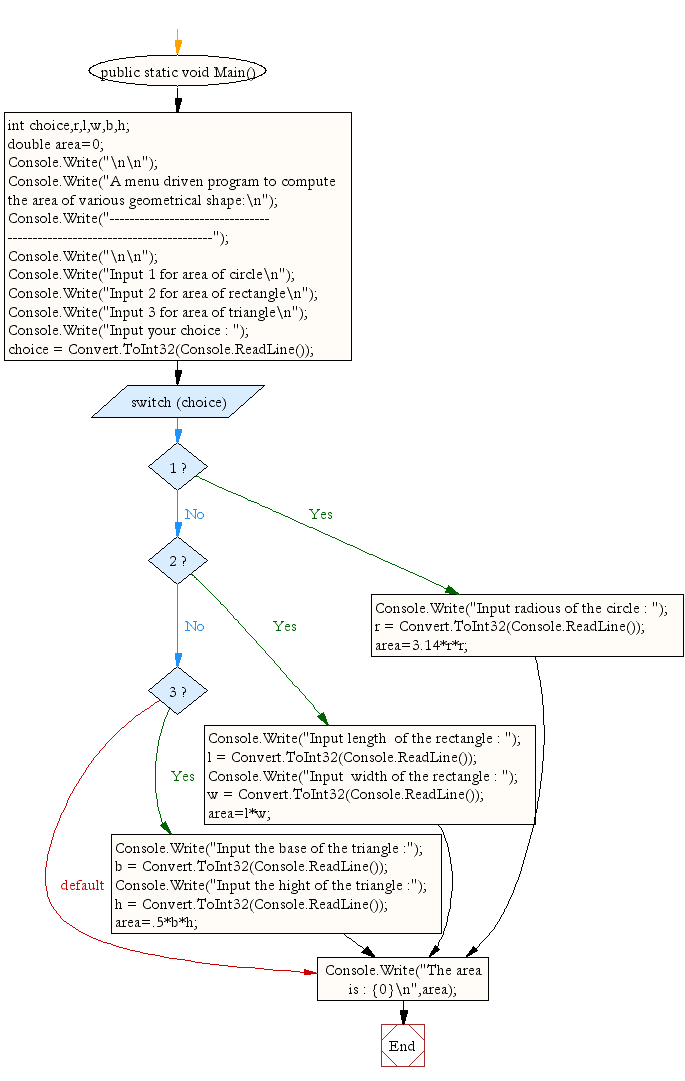 public static void Main()
int choice,r,l,w,b,h;
double area=0;
Console.Write("\n\n");
Console.Write("A menu driven program to compute
the area of various geometrical shape:\n");
Console.Write("--------------------------------
-----------------------------------------");
Console.Write("\n\n");
Console.Write("Input 1 for area of circle\n");
Console.Write("Input 2 for area of rectangle\n");
Console.Write("Input 3 for area of triangle\n");
Console.Write("Input your choice : ");
choice = Convert.ToInt32(Console.ReadLine());
switch (choice)
1 ?
No
Yes
2 ?
Console.Write("Input radious of the circle : ");
r = Convert.ToInt32(Console.ReadLine());
area=3.14*r*r;
No
Yes
3 ?
Console.Write("Input length  of the rectangle : ");
l = Convert.ToInt32(Console.ReadLine());
Console.Write("Input  width of the rectangle : ");
w = Convert.ToInt32(Console.ReadLine());
area=l*w;
Yes
default
Console.Write("Input the base of the triangle :");
b = Convert.ToInt32(Console.ReadLine());
Console.Write("Input the hight of the triangle :");
h = Convert.ToInt32(Console.ReadLine());
area=.5*b*h;
Console.Write("The area
is : {0}\n",area);
End